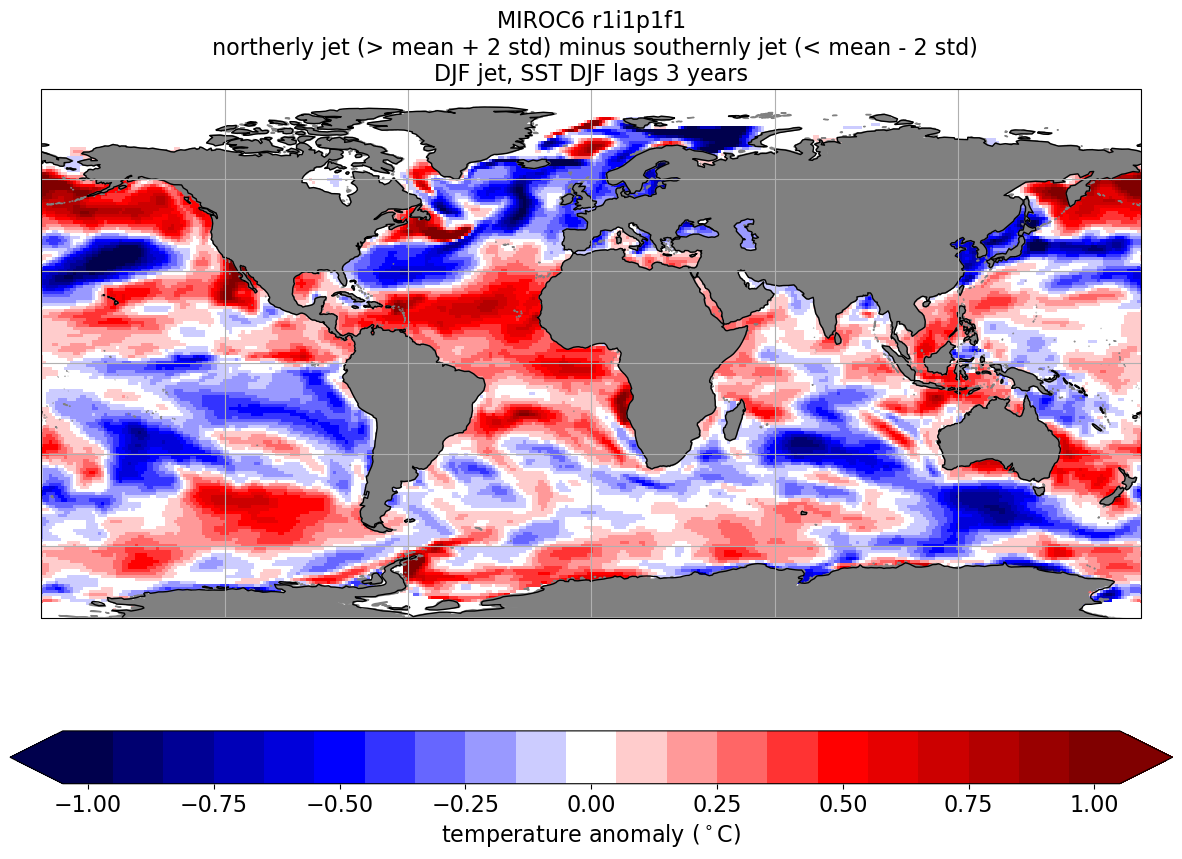 MIROC6 r1i1p1f1
northerly jet (> mean + 2 std) minus southernly jet (< mean - 2 std)
DJF jet, SST DJF lags 3 years
−1.00 −0.75 −0.50 −0.25 0.00 0.25 0.50 0.75 1.00
temperature anomaly (°C)